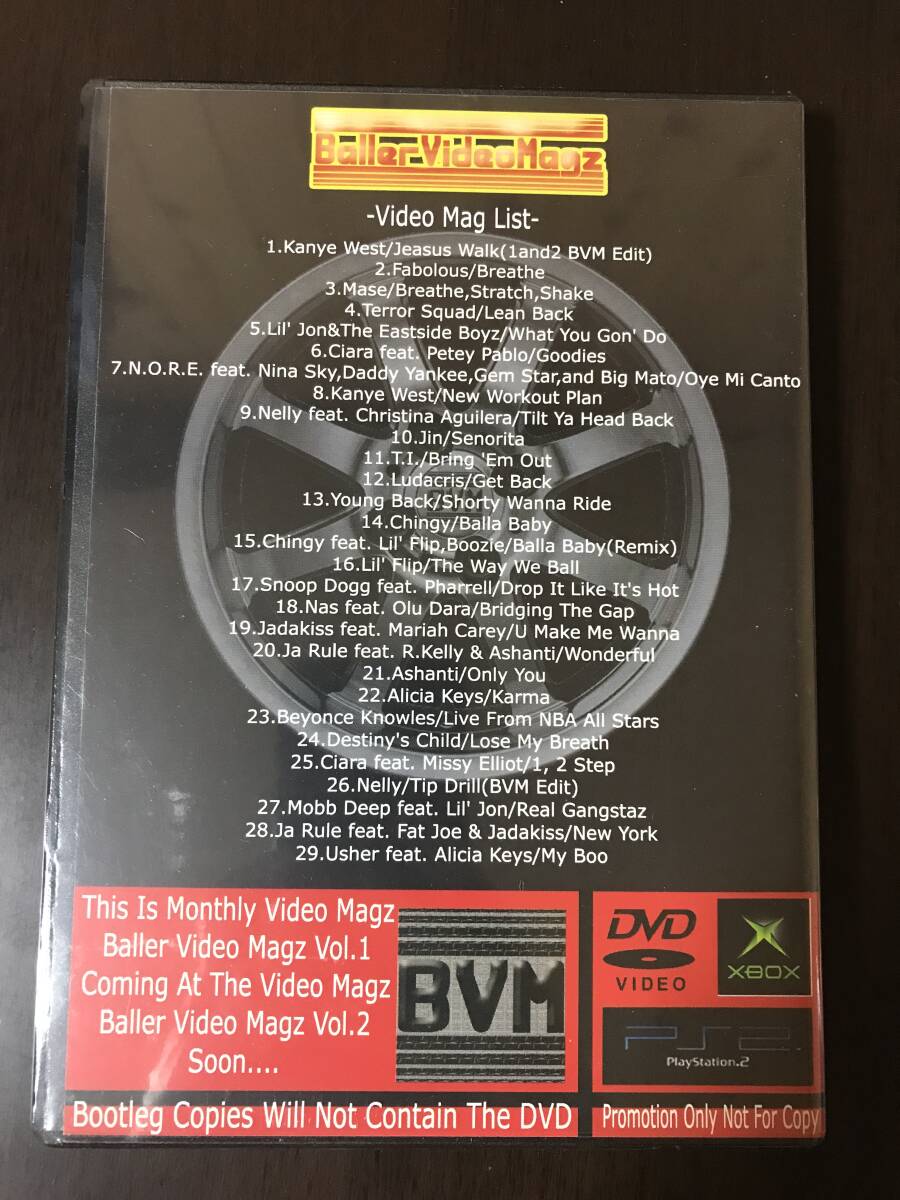 Baller VideoMagz
-Video Mag List-
1.Kanye West/Jeasus Walk(1and2 BVM Edit)
2.Fabolous/Breathe
3.Mase/Breathe,Stratch,Shake
4.Terror Squad/Lean Back
5.Lil' Jon&The Eastside Boyz/What You Gon' Do
6.Ciara feat. Petey Pablo/Goodies
7.N.O.R.E. feat. Nina Sky,Daddy Yankee,Gem Star,and Big Mato/Oye Mi Canto
8.Kanye West/New Workout Plan
9.Nelly feat. Christina Aguilera/Tilt Ya Head Back
10.Jin/Senorita
11.T.I./Bring 'Em Out
12.Ludacris/Get Back
13.Young Back/Shorty Wanna Ride
14.Chingy/Balla Baby
15.Chingy feat. Lil' Flip,Boozie/Balla Baby(Remix)
16.Lil' Flip/The Way We Ball
17.Snoop Dogg feat. Pharrell/Drop It Like It's Hot
18.Nas feat. Olu Dara/Bridging The Gap
19.Jadakiss feat. Mariah Carey/U Make Me Wanna
20.Ja Rule feat. R.Kelly & Ashanti/Wonderful
21.Ashanti/Only You
22.Alicia Keys/Karma
23.Beyonce Knowles/Live From NBA All Stars
24.Destiny's Child/Lose My Breath
25.Ciara feat. Missy Elliot/1, 2 Step
26.Nelly/Tip Drill(BVM Edit)
27.Mobb Deep feat. Lil' Jon/Real Gangstaz
28.Ja Rule feat. Fat Joe & Jadakiss/New York
29.Usher feat. Alicia Keys/My Boo
This Is Monthly Video Magz
Baller Video Magz Vol.1
Coming At The Video Magz
Baller Video Magz Vol.2
Soon....
BVM
DVD
VIDEO
XBOX
PS2
PlayStation.2
Bootleg Copies Will Not Contain The DVD
Promotion Only Not For Copy